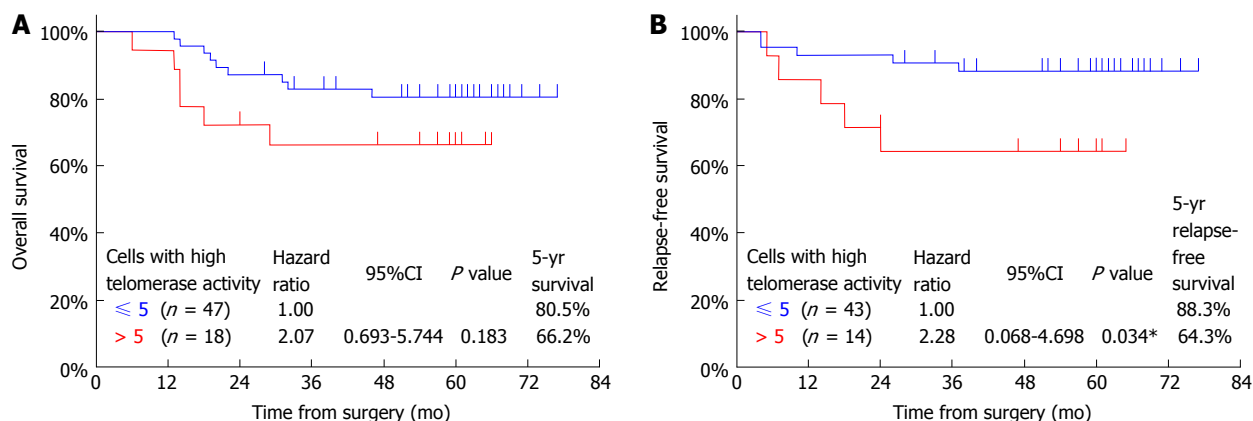 A
100%
80%
60%
40%
20%
0%
Overall survival
Cells with high telomerase activity
Hazard ratio
95%CI
P value
5-yr survival
≤ 5 (n = 47) 1.00 80.5%
> 5 (n = 18) 2.07 0.693-5.744 0.183 66.2%
0 12 24 36 48 60 72 84
Time from surgery (mo)
B
100%
80%
60%
40%
20%
0%
Relapse-free survival
Cells with high telomerase activity
Hazard ratio
95%CI
P value
5-yr relapse-free survival
≤ 5 (n = 43) 1.00 88.3%
> 5 (n = 14) 2.28 0.068-4.698 0.034* 64.3%
0 12 24 36 48 60 72 84
Time from surgery (mo)